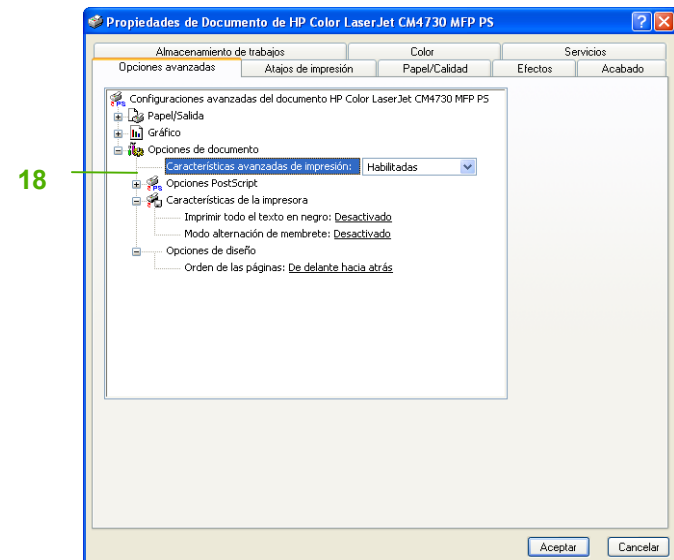 Propiedades de Documento de HP Color LaserJet CM4730 MFP PS
Almacenamiento de trabajos Color Servicios
Opciones avanzadas Atajos de impresión Papel/Calidad Efectos Acabado
Configuraciones avanzadas del documento HP Color LaserJet CM4730 MFP PS
Papel/Salida
Gráfico
Opciones de documento
Características avanzadas de impresión: Habilitadas
18
Opciones PostScript
Características de la impresora
Imprimir todo el texto en negro: Desactivado
Modo alternación de membrete: Desactivado
Opciones de diseño
Orden de las páginas: De delante hacia atrás
Aceptar Cancelar